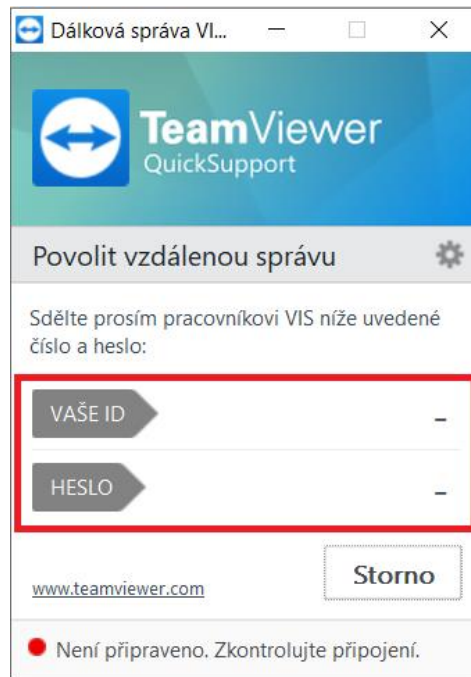 Dálková správa VI...
TeamViewer
QuickSupport
Povolit vzdálenou správu
Sdělte prosím pracovníkovi VIS níže uvedené
číslo a heslo:
VAŠE ID –
HESLO –
Storno
www.teamviewer.com
Není připraveno. Zkontrolujte připojení.